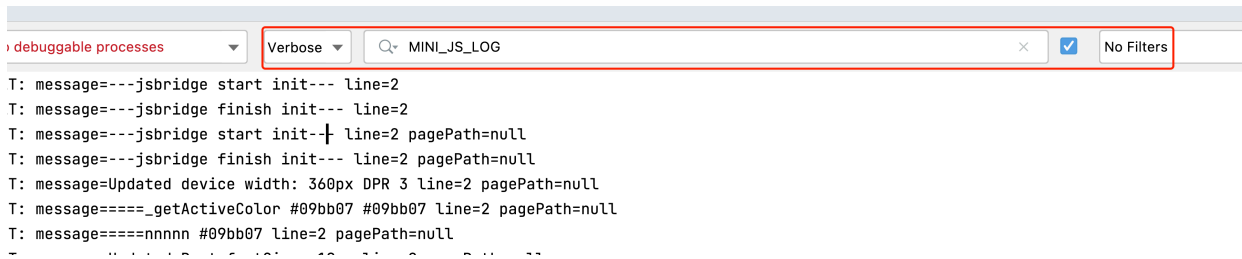 debuggable processes Verbose MINI_JS_LOG No Filters
T: message=---jsbridge start init--- line=2
T: message=---jsbridge finish init--- line=2
T: message=---jsbridge start init--- line=2 pagePath=null
T: message=---jsbridge finish init--- line=2 pagePath=null
T: message=Updated device width: 360px DPR 3 line=2 pagePath=null
T: message=====_getActiveColor #09bb07 #09bb07 line=2 pagePath=null
T: message=====nnnnn #09bb07 line=2 pagePath=null